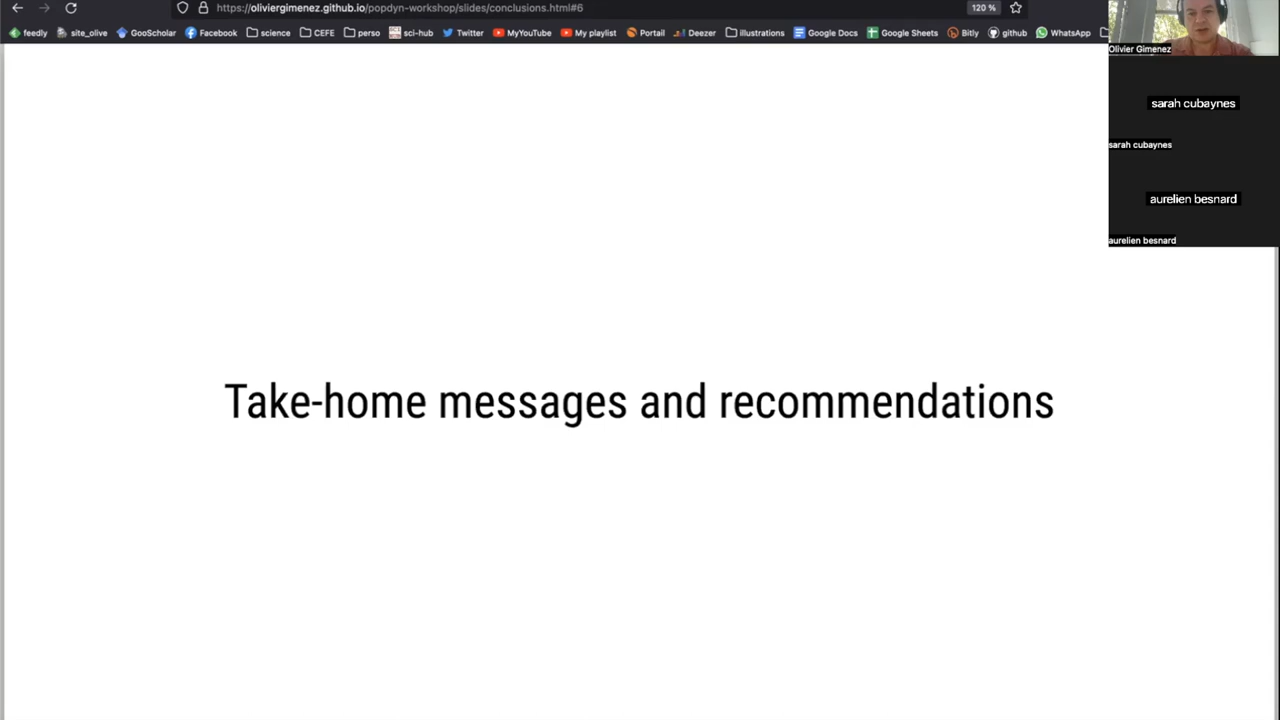 https://oliviergimenez.github.io/popdyn-workshop/slides/conclusions.html#6
120 %
feedly
site_olive
GooScholar
Facebook
science
CEFE
perso
sci-hub
Twitter
MyYouTube
My playlist
Portail
Deezer
illustrations
Google Docs
Google Sheets
Bitly
github
WhatsApp
Olivier Gimenez
sarah cubaynes
sarah cubaynes
aurelien besnard
aurelien besnard
Take-home messages and recommendations